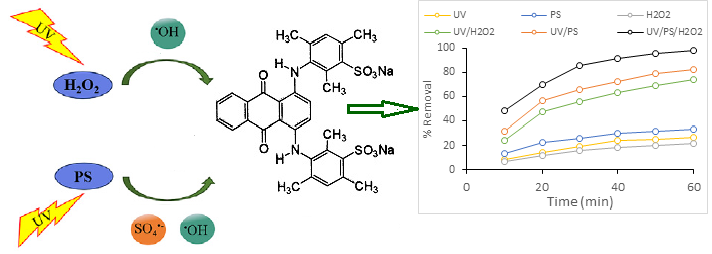 UV
•OH
H₂O₂
PS
UV
SO₄•-
•OH
CH₃
H₃C
N
H
CH₃
SO₃Na
O
O
N
H
CH₃
SO₃Na
H₃C
CH₃
UV PS H2O2
UV/H2O2 UV/PS UV/PS/H2O2
% Removal
100
80
60
40
20
0
0 10 20 30 40 50 60
Time (min)